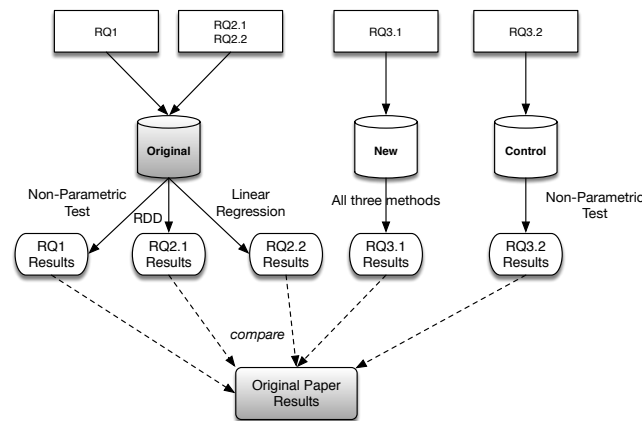 RQ1
RQ2.1
RQ2.2
RQ3.1
RQ3.2
Original
New
Control
Non-Parametric
Test
RDD
Linear
Regression
All three methods
Non-Parametric
Test
RQ1
Results
RQ2.1
Results
RQ2.2
Results
RQ3.1
Results
RQ3.2
Results
compare
Original Paper
Results